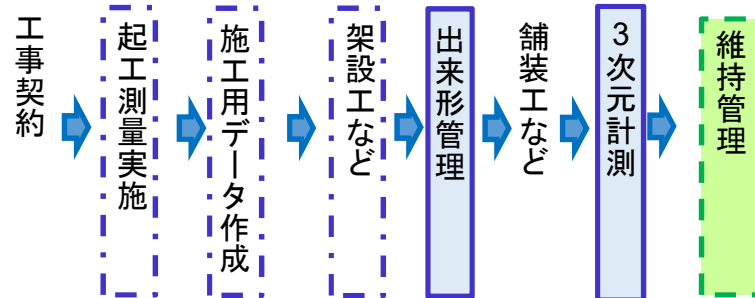 工事契約
起工測量実施
施工用データ作成
架設工など
出来形管理
舗装工など
3次元計測
維持管理